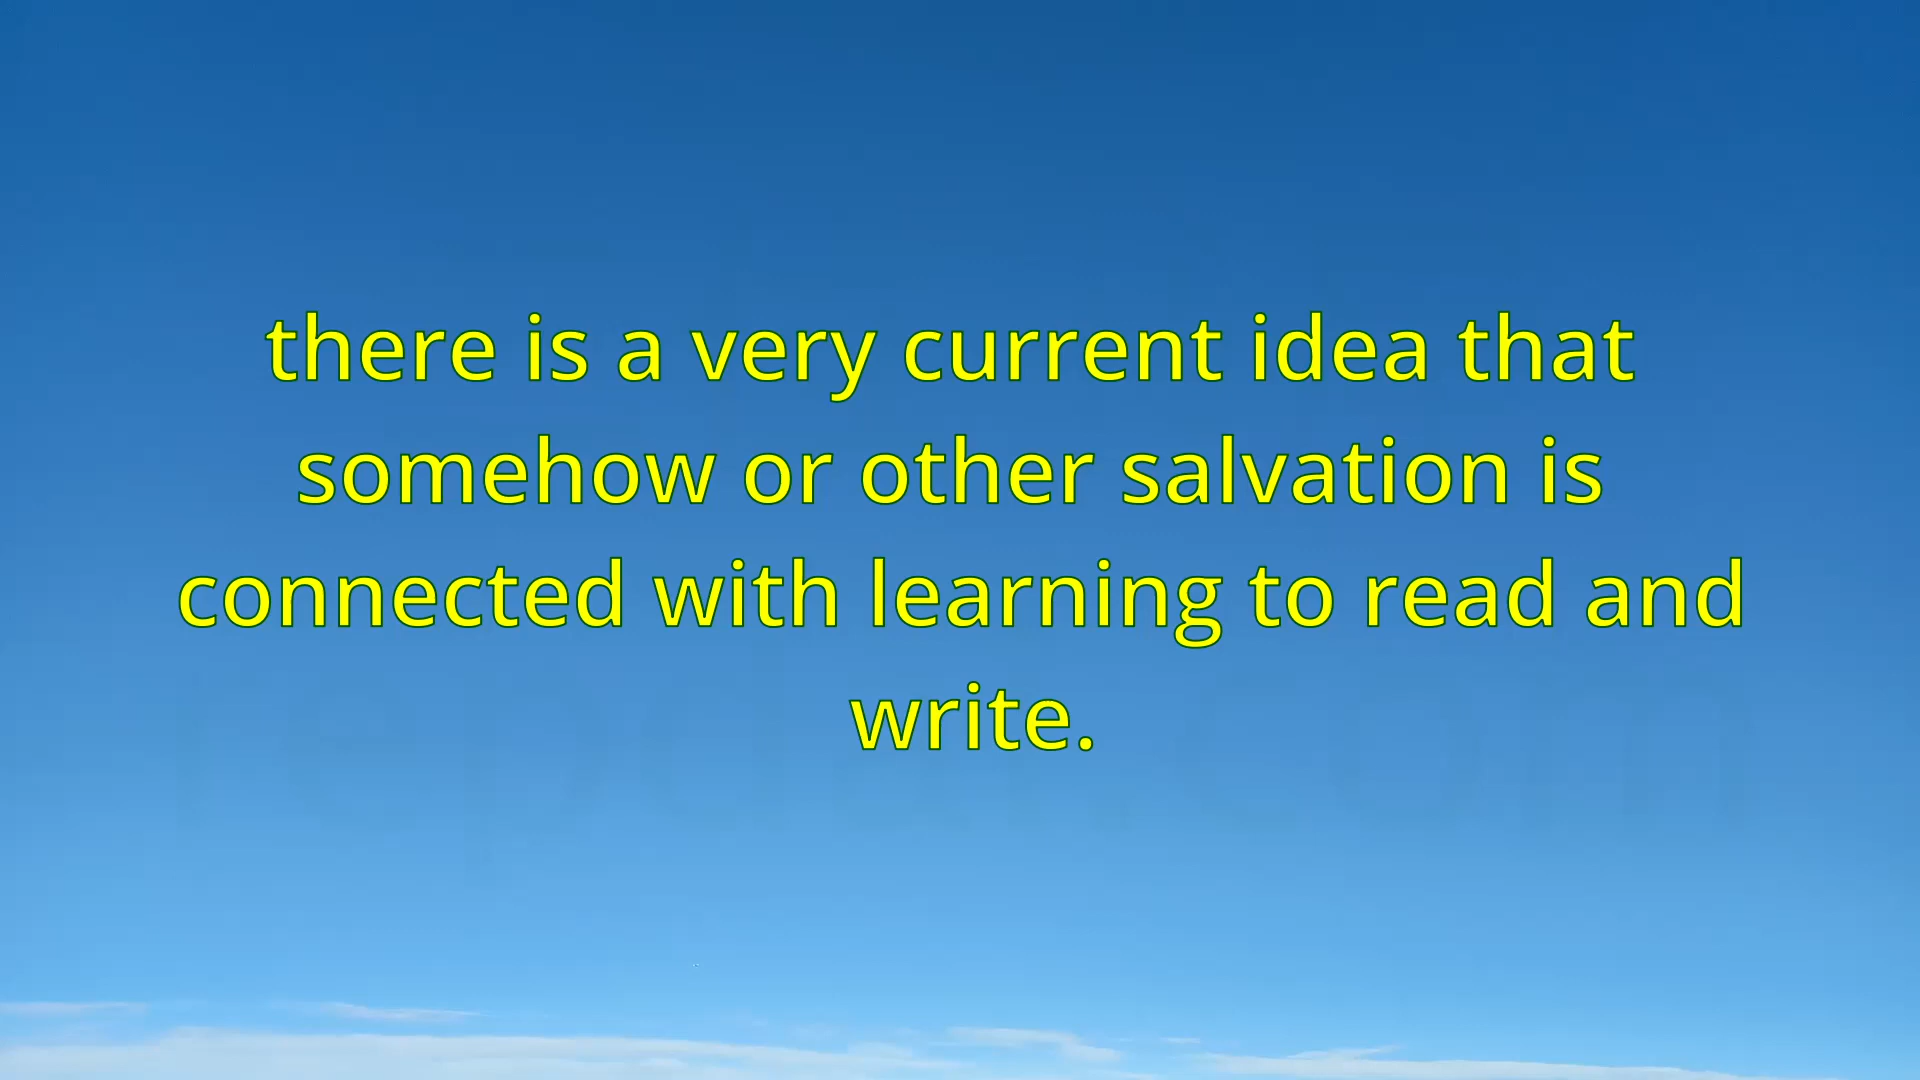 there is a very current idea that
somehow or other salvation is
connected with learning to read and
write.